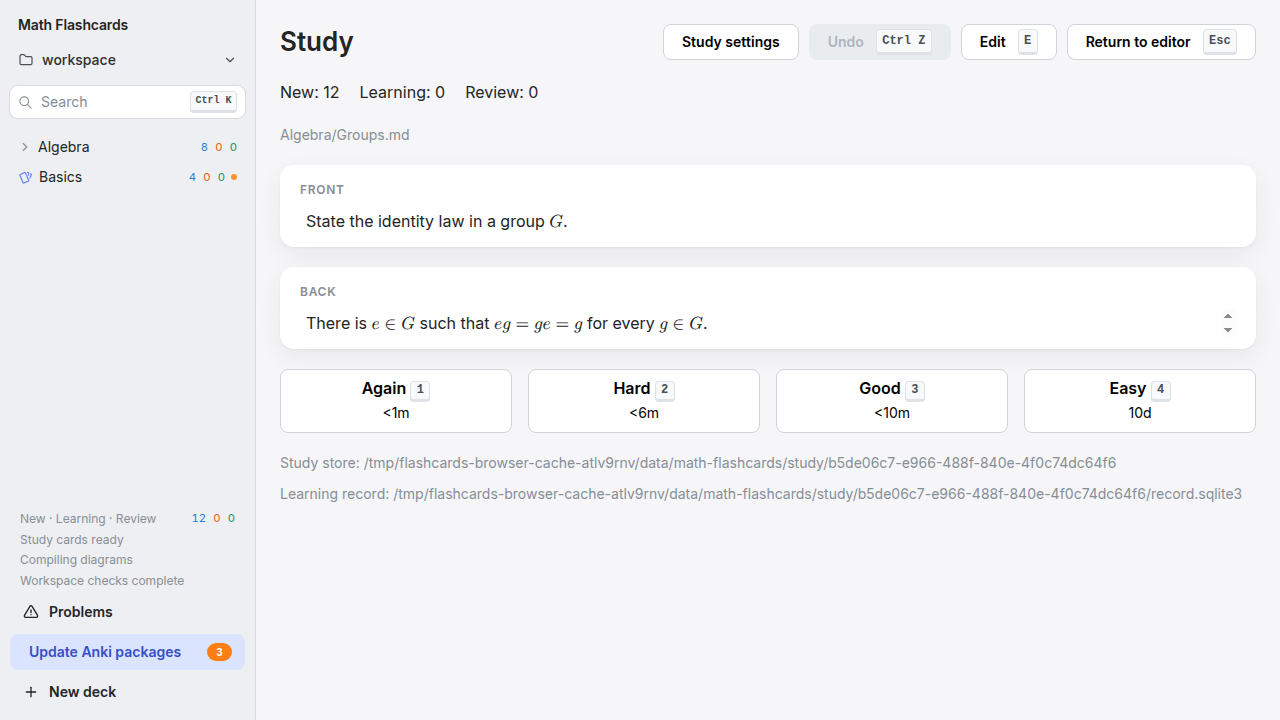 Math Flashcards
workspace
Search Ctrl K
Algebra 8 0 0
Basics 4 0 0
New · Learning · Review 12 0 0
Study cards ready
Compiling diagrams
Workspace checks complete
Problems
Update Anki packages 3
New deck
Study
Study settings
Undo Ctrl Z
Edit E
Return to editor Esc
New: 12 Learning: 0 Review: 0
Algebra/Groups.md
FRONT
State the identity law in a group G.
BACK
There is e ∈ G such that eg = ge = g for every g ∈ G.
Again 1
<1m
Hard 2
<6m
Good 3
<10m
Easy 4
10d
Study store: /tmp/flashcards-browser-cache-atlv9rnv/data/math-flashcards/study/b5de06c7-e966-488f-840e-4f0c74dc64f6
Learning record: /tmp/flashcards-browser-cache-atlv9rnv/data/math-flashcards/study/b5de06c7-e966-488f-840e-4f0c74dc64f6/record.sqlite3